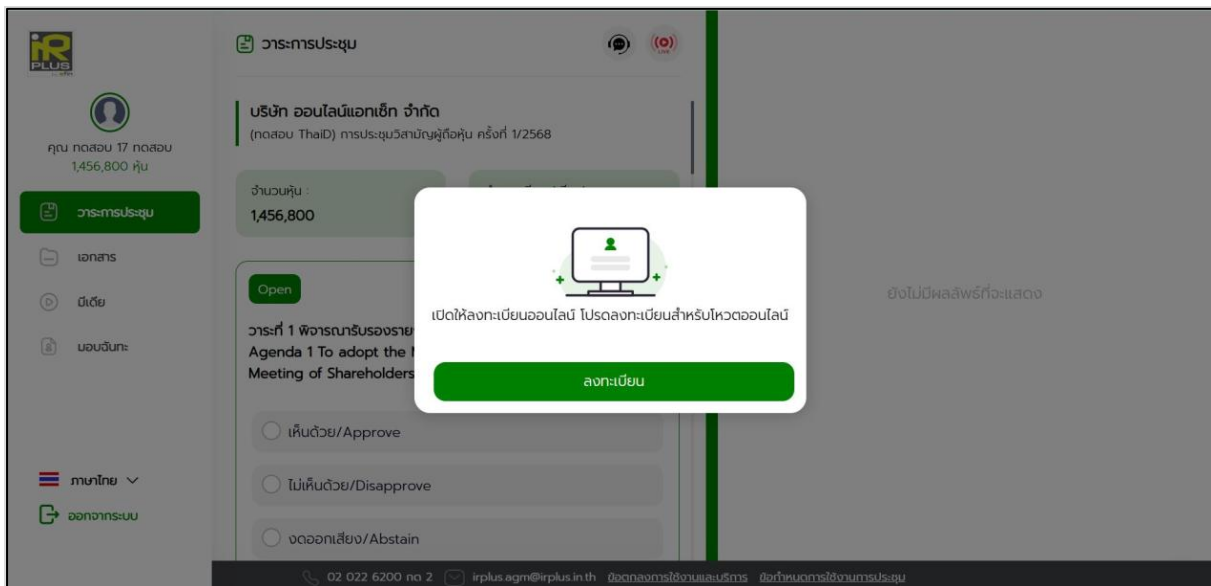 iR
PLUS
คุณ ทดสอบ 17 ทดสอบ
1,456,800 หุ้น
วาระการประชุม
เอกสาร
มีเดีย
มอบฉันทะ
ภาษาไทย
ออกจากระบบ
วาระการประชุม
LIVE
บริษัท ออนไลน์แอทเซ็ท จำกัด
(ทดสอบ ThaiD) การประชุมวิสามัญผู้ถือหุ้น ครั้งที่ 1/2568
จำนวนหุ้น :
1,456,800
Open
วาระที่ 1 พิจารณารับรองราย
Agenda 1 To adopt the
Meeting of Shareholders
เห็นด้วย/Approve
ไม่เห็นด้วย/Disapprove
งดออกเสียง/Abstain
เปิดให้ลงทะเบียนออนไลน์ โปรดลงทะเบียนสำหรับโหวตออนไลน์
ลงทะเบียน
ยังไม่มีผลลัพธ์ที่จะแสดง
02 022 6200 กด 2 irplus.agm@irplus.in.th ข้อตกลงการใช้งานและบริการ ข้อกำหนดการใช้งานการประชุม